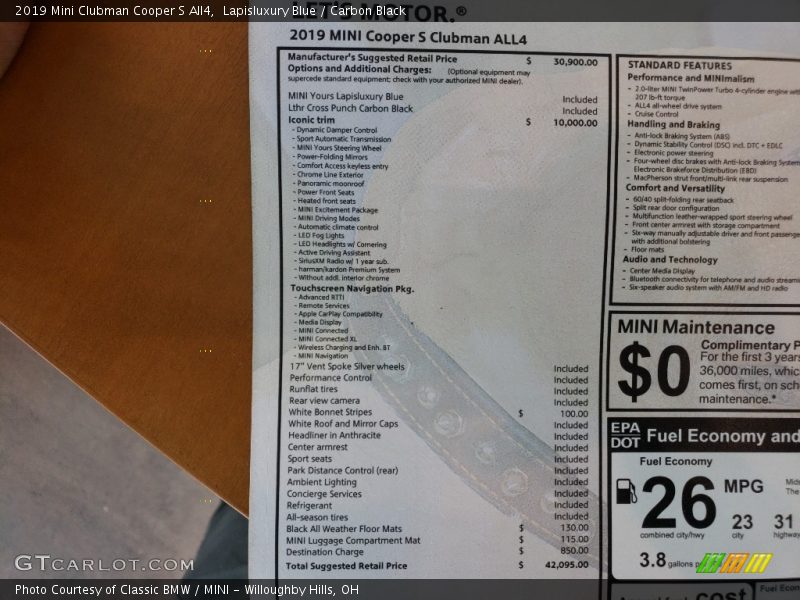 2019 Mini Clubman Cooper S All4, Lapisluxury Blue / Carbon Black
LET'S MOTOR.®
2019 MINI Cooper S Clubman ALL4
Manufacturer's Suggested Retail Price $ 30,900.00
Options and Additional Charges: (Optional equipment may
supercede standard equipment; check with your authorized MINI dealer).
MINI Yours Lapisluxury Blue Included
Lthr Cross Punch Carbon Black Included
Iconic trim $ 10,000.00
- Dynamic Damper Control
- Sport Automatic Transmission
- MINI Yours Steering Wheel
- Power-Folding Mirrors
- Comfort Access keyless entry
- Chrome Line Exterior
- Panoramic moonroof
- Power Front Seats
- Heated front seats
- MINI Excitement Package
- MINI Driving Modes
- Automatic climate control
- LED Fog Lights
- LED Headlights w/ Cornering
- Active Driving Assistant
- SiriusXM Radio w/ 1 year sub.
- harman/kardon Premium System
- Without addl. interior chrome
Touchscreen Navigation Pkg.
- Advanced RTTI
- Remote Services
- Apple CarPlay Compatibility
- Media Display
- MINI Connected
- MINI Connected XL
- Wireless Charging and Enh. BT
- MINI Navigation
17" Vent Spoke Silver wheels Included
Performance Control Included
Runflat tires Included
Rear view camera Included
White Bonnet Stripes $ 100.00
White Roof and Mirror Caps Included
Headliner in Anthracite Included
Center armrest Included
Sport seats Included
Park Distance Control (rear) Included
Ambient Lighting Included
Concierge Services Included
Refrigerant Included
All-season tires Included
Black All Weather Floor Mats $ 130.00
MINI Luggage Compartment Mat $ 115.00
Destination Charge $ 850.00
Total Suggested Retail Price $ 42,095.00
STANDARD FEATURES
Performance and MINImalism
- 2.0-liter MINI TwinPower Turbo 4-cylinder engine with
207 lb-ft torque
- ALL4 all-wheel drive system
- Cruise Control
Handling and Braking
- Anti-lock Braking System (ABS)
- Dynamic Stability Control (DSC) incl. DTC + EDLC
- Electronic power steering
- Four-wheel disc brakes with Anti-lock Braking System
Electronic Brakeforce Distribution (EBD)
- MacPherson strut front/multi-link rear suspension
Comfort and Versatility
- 60/40 split-folding rear seatback
- Split rear door configuration
- Multifunction leather-wrapped sport steering wheel
- Front center armrest with storage compartment
- Six-way manually adjustable driver and front passenge
with additional bolstering
- Floor mats
Audio and Technology
- Center Media Display
- Bluetooth connectivity for telephone and audio streami
- Six-speaker audio system with AM/FM and HD radio
MINI Maintenance
$0
Complimentary P
For the first 3 years
36,000 miles, whic
comes first, on sch
maintenance.*
EPA
DOT Fuel Economy and
Fuel Economy
26 MPG
combined city/hwy
23 city
31 highway
3.8 gallons p
GTCARLOT.COM
Photo Courtesy of Classic BMW / MINI - Willoughby Hills, OH